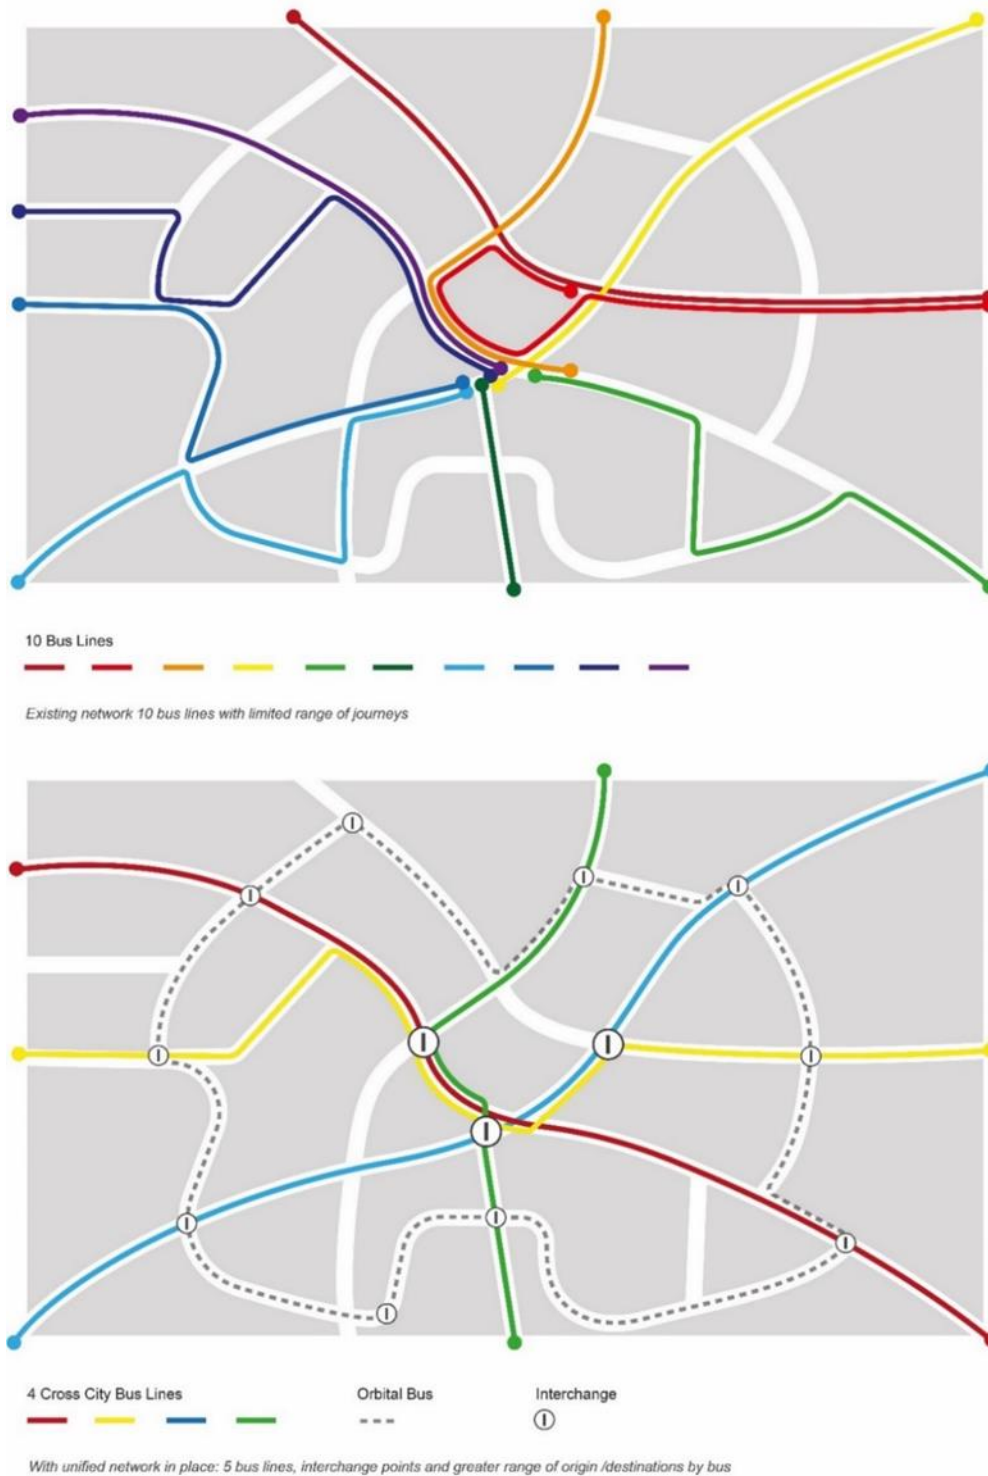 10 Bus Lines
Existing network 10 bus lines with limited range of journeys
I
I
I
I
I
I
I
I
I
I
I
I
I
4 Cross City Bus Lines
Orbital Bus
Interchange
I
With unified network in place: 5 bus lines, interchange points and greater range of origin /destinations by bus